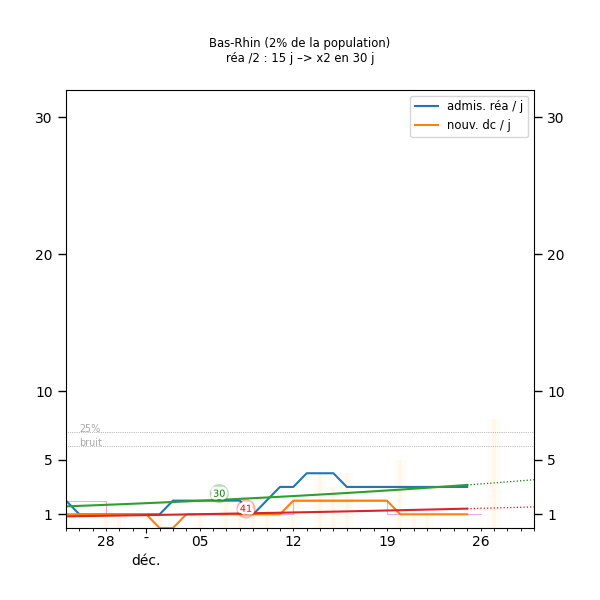 Bas-Rhin (2% de la population)
réa /2 : 15 j –> x2 en 30 j
admis. réa / j
nouv. dc / j
30 30
20 20
10 10
25%
bruit
5 5
30
41
1 1
28 - 05 12 19 26
déc.